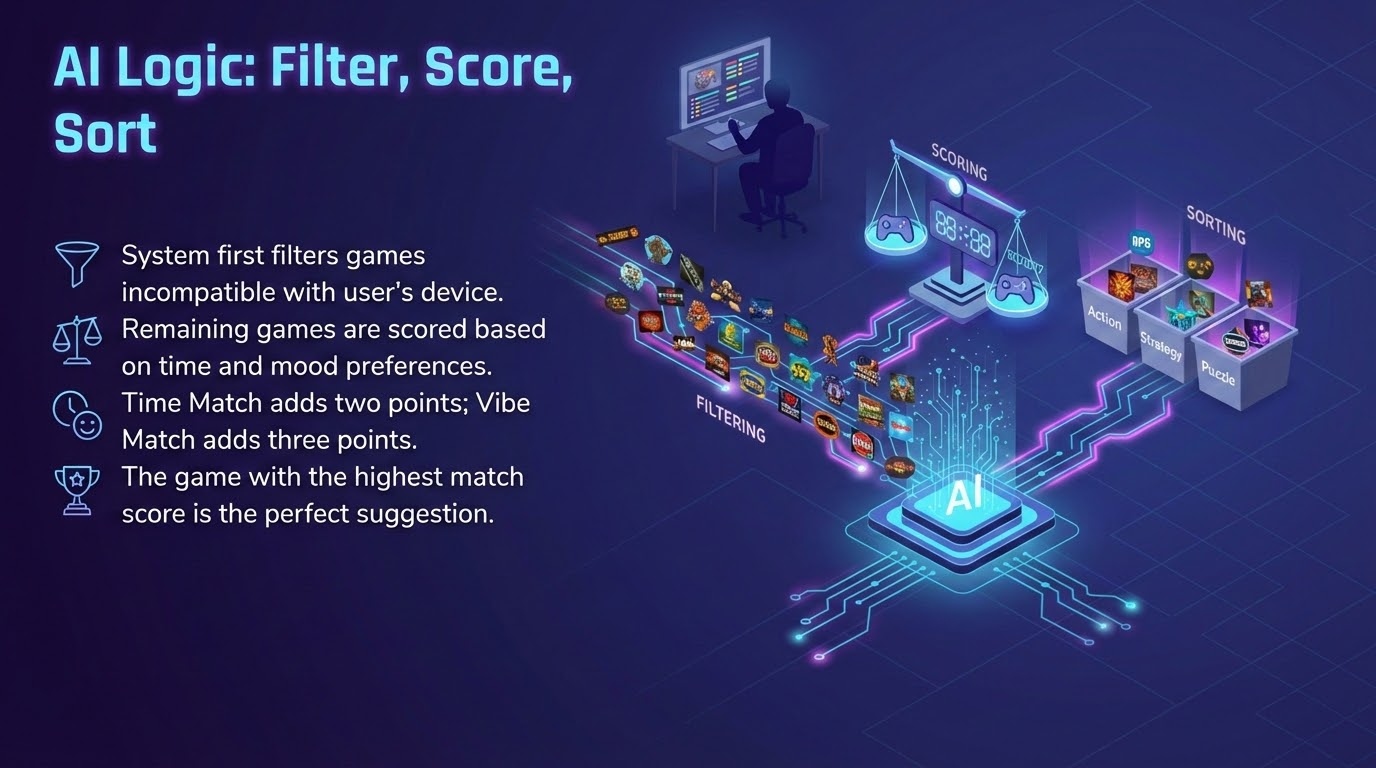 AI Logic: Filter, Score,
Sort
System first filters games
incompatible with user's device.
Remaining games are scored based
on time and mood preferences.
Time Match adds two points; Vibe
Match adds three points.
The game with the highest match
score is the perfect suggestion.
SCORING
SORTING
Action
Strategy
Puzzle
FILTERING
AI